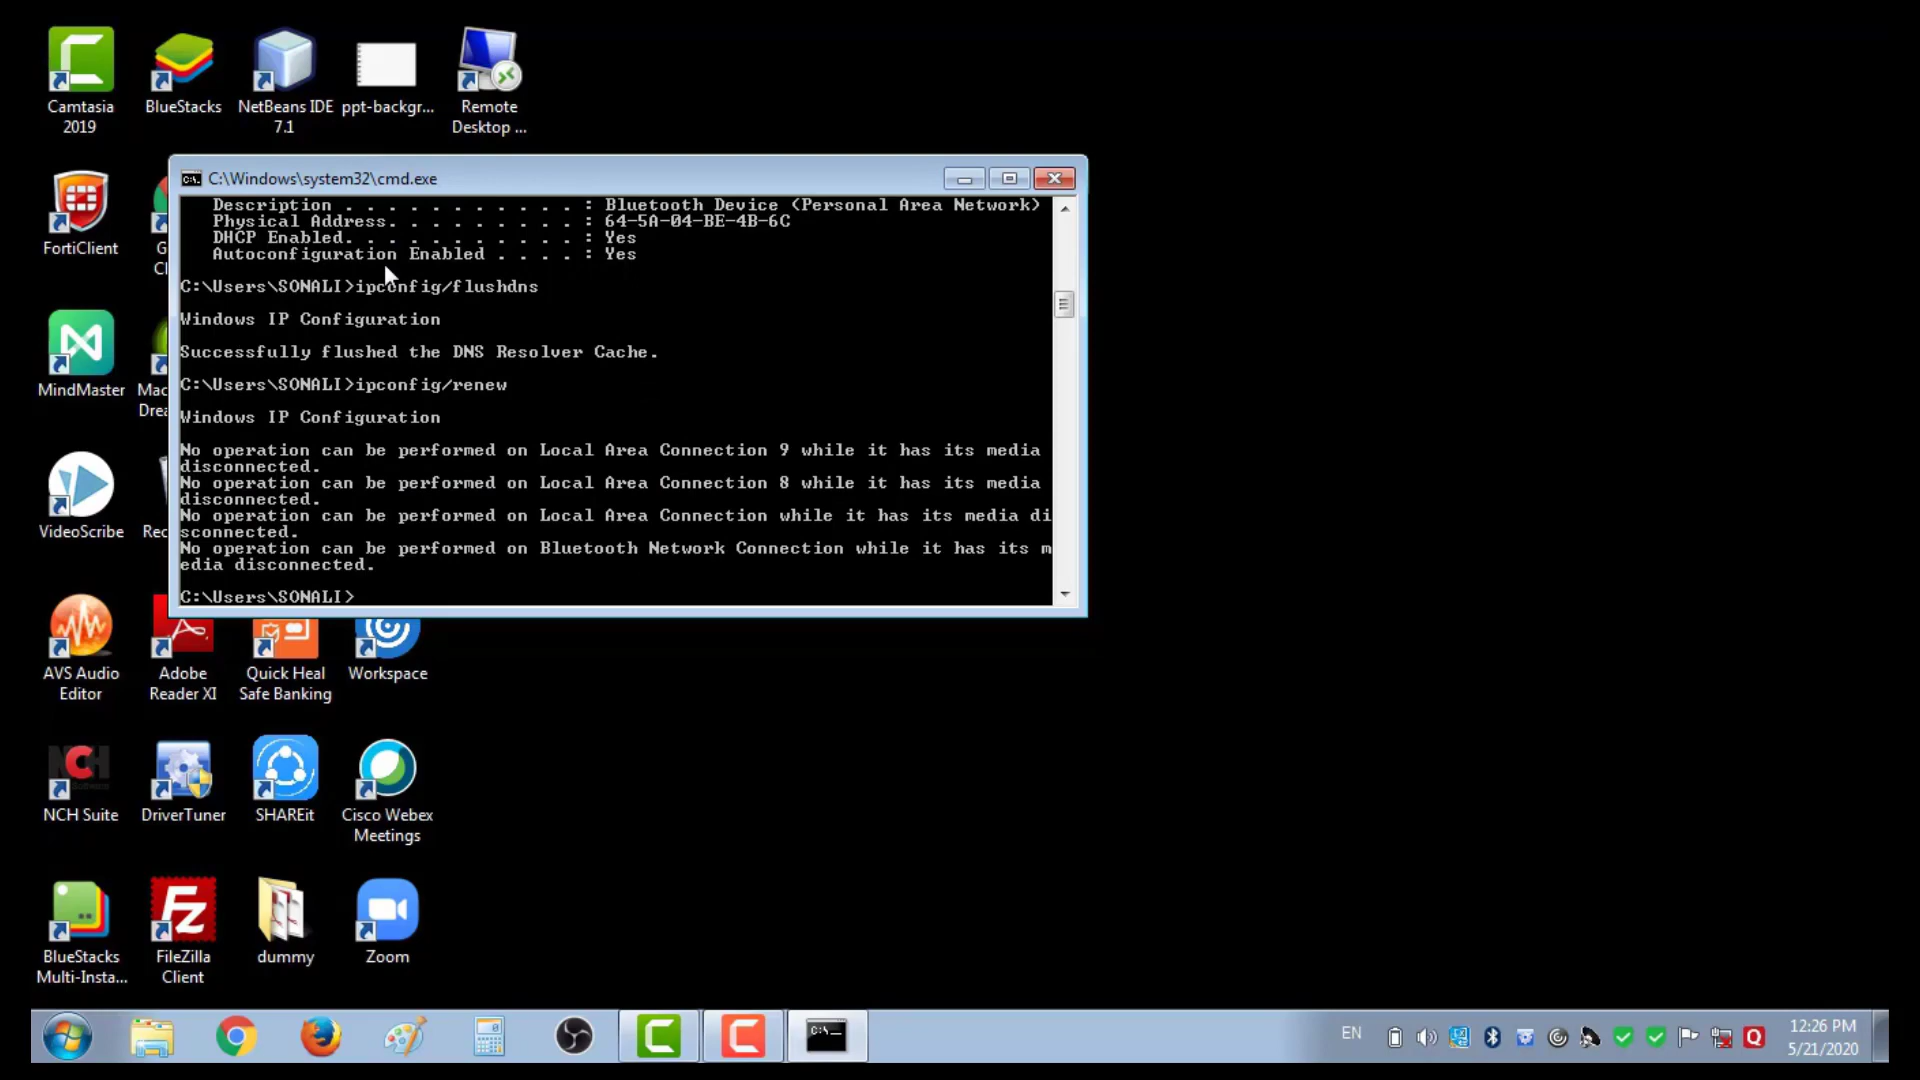 Camtasia
2019
BlueStacks
NetBeans IDE
7.1
ppt-backgr...
Remote
Desktop ...
FortiClient
MindMaster
VideoScribe
C:\Windows\system32\cmd.exe
Description . . . . . . . . . . . : Bluetooth Device (Personal Area Network)
Physical Address. . . . . . . . . : 64-5A-04-BE-4B-6C
DHCP Enabled. . . . . . . . . . . : Yes
Autoconfiguration Enabled . . . . : Yes
C:\Users\SONALI>ipconfig/flushdns
Windows IP Configuration
Successfully flushed the DNS Resolver Cache.
C:\Users\SONALI>ipconfig/renew
Windows IP Configuration
No operation can be performed on Local Area Connection 9 while it has its media
disconnected.
No operation can be performed on Local Area Connection 8 while it has its media
disconnected.
No operation can be performed on Local Area Connection while it has its media di
sconnected.
No operation can be performed on Bluetooth Network Connection while it has its m
edia disconnected.
C:\Users\SONALI>
AVS Audio
Editor
Adobe
Reader XI
Quick Heal
Safe Banking
Workspace
NCH Suite
DriverTuner
SHAREit
Cisco Webex
Meetings
BlueStacks
Multi-Insta...
FileZilla
Client
dummy
Zoom
EN
12:26 PM
5/21/2020